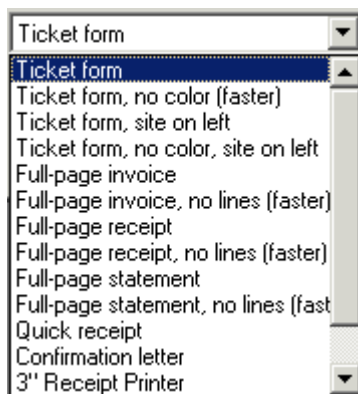 Ticket form
Ticket form
Ticket form, no color (faster)
Ticket form, site on left
Ticket form, no color, site on left
Full-page invoice
Full-page invoice, no lines (faster)
Full-page receipt
Full-page receipt, no lines (faster)
Full-page statement
Full-page statement, no lines (fast
Quick receipt
Confirmation letter
3" Receipt Printer